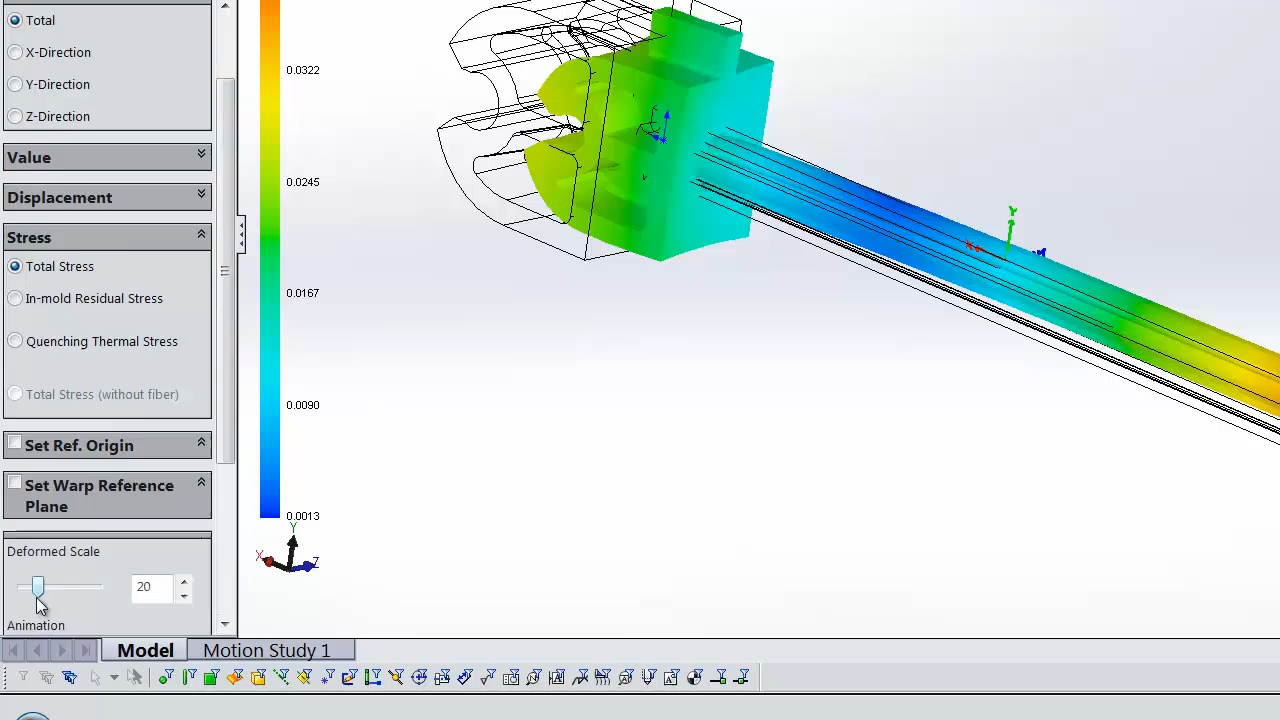 Total
X-Direction
Y-Direction
Z-Direction
Value
Displacement
Stress
Total Stress
In-mold Residual Stress
Quenching Thermal Stress
Total Stress (without fiber)
Set Ref. Origin
Set Warp Reference
Plane
Deformed Scale
20
Animation
0.0322
0.0245
0.0167
0.0090
0.0013
Y
X
Z
Y
X
Model
Motion Study 1